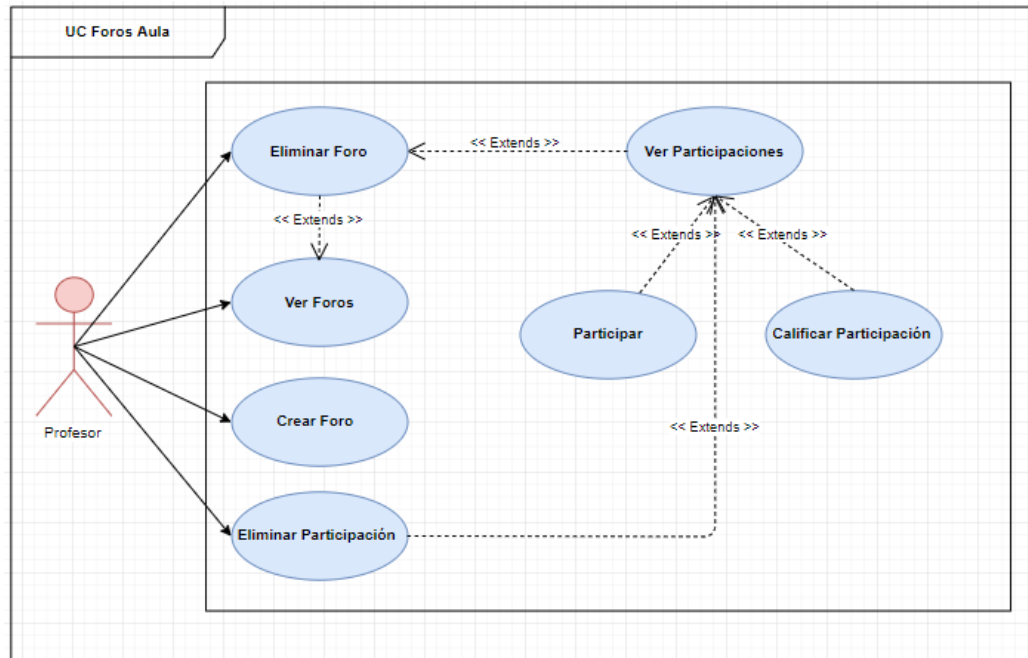 UC Foros Aula
Eliminar Foro
<< Extends >>
Ver Participaciones
<< Extends >>
<< Extends >>
<< Extends >>
Ver Foros
Participar
Calificar Participación
Crear Foro
<< Extends >>
Profesor
Eliminar Participación